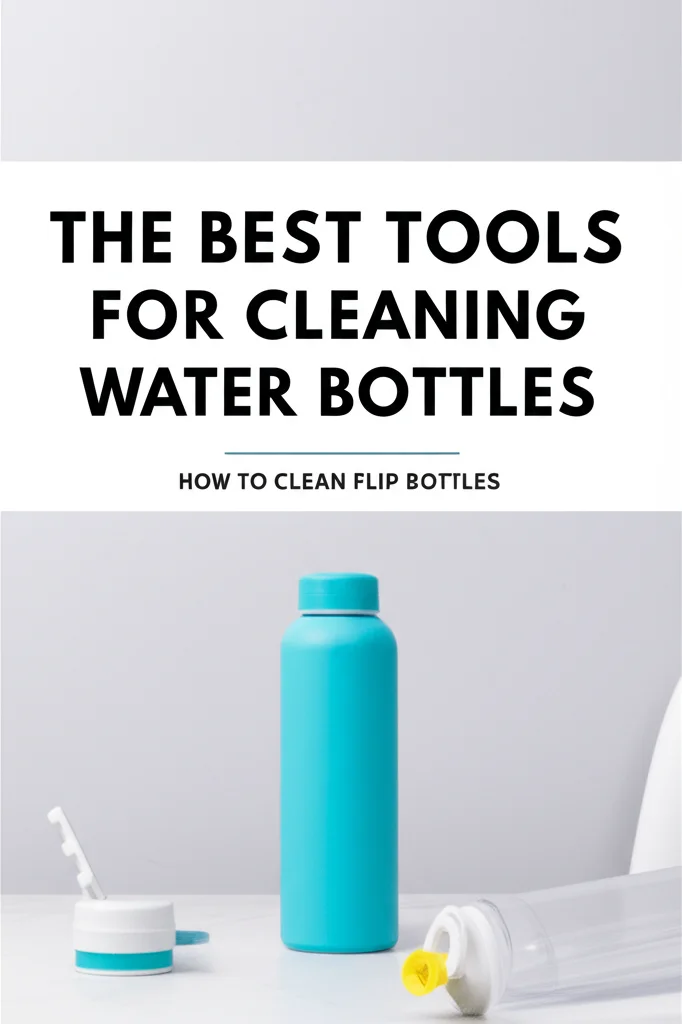 THE BEST TOOLS
FOR CLEANING
WATER BOTTLES
HOW TO CLEAN FLIP BOTTLES